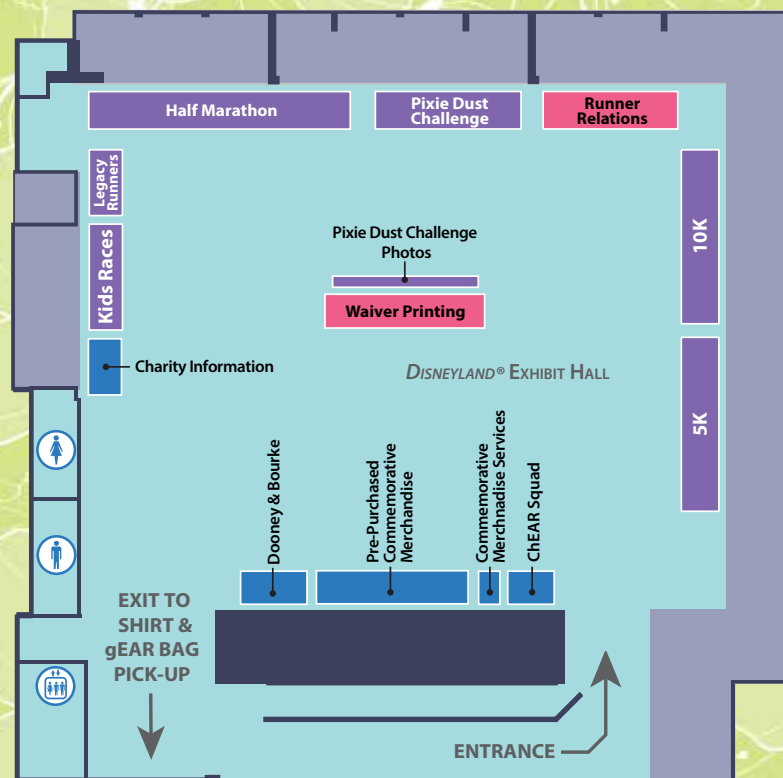 Half Marathon
Pixie Dust
Challenge
Runner
Relations
Legacy
Runners
Kids Races
10K
Pixie Dust Challenge
Photos
Waiver Printing
Charity Information
DISNEYLAND® EXHIBIT HALL
5K
Dooney & Bourke
Pre-Purchased
Commemorative
Merchandise
Commemorative
Merchnadise Services
ChEAR Squad
EXIT TO
SHIRT &
gEAR BAG
PICK-UP
ENTRANCE